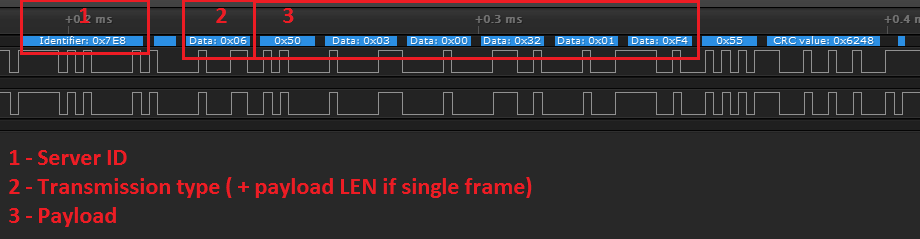 +0.2 ms +0.3 ms +0.4 m
1 2 3
Identifier: 0x7E8 Data: 0x06 0x50 Data: 0x03 Data: 0x00 Data: 0x32 Data: 0x01 Data: 0xF4 0x55 CRC value: 0x6248
1 - Server ID
2 - Transmission type ( + payload LEN if single frame)
3 - Payload